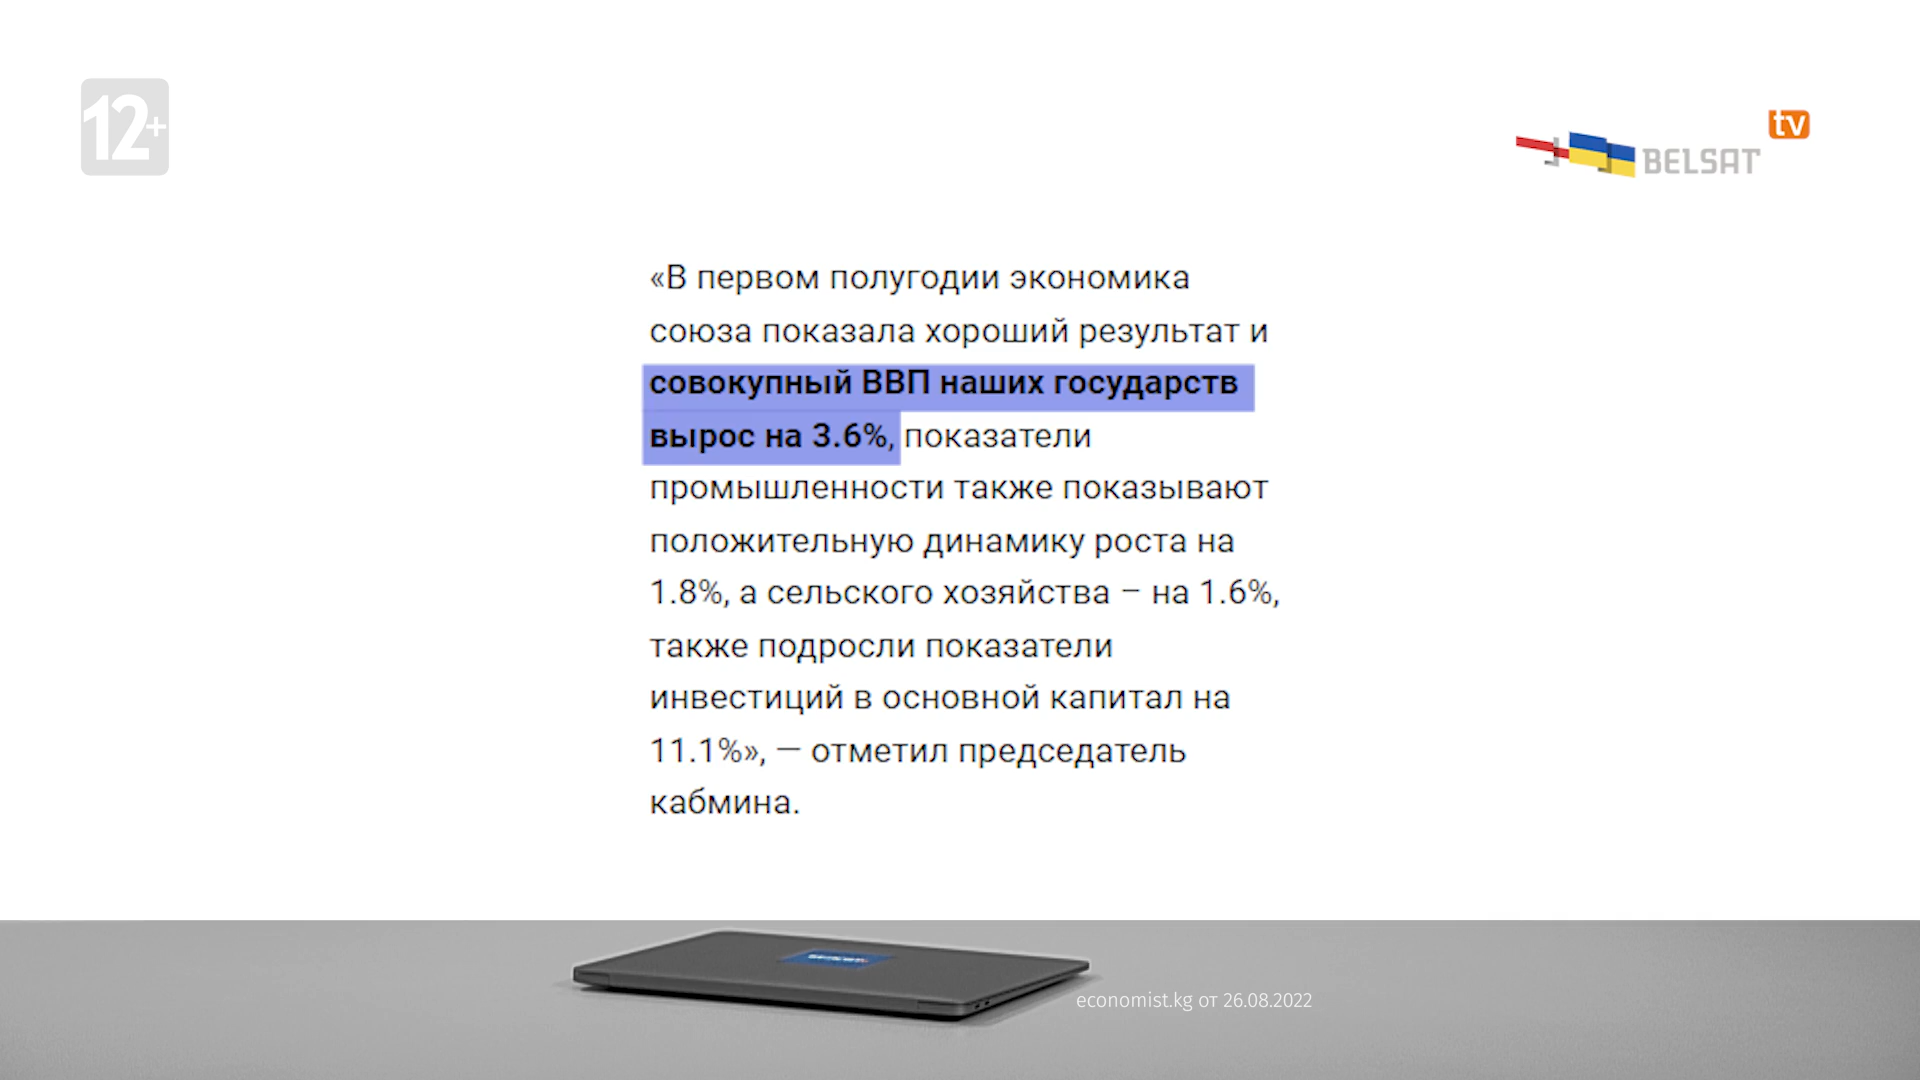 12+
tv
BELSAT
«В первом полугодии экономика
союза показала хороший результат и
совокупный ВВП наших государств
вырос на 3.6%, показатели
промышленности также показывают
положительную динамику роста на
1.8%, а сельского хозяйства – на 1.6%,
также подросли показатели
инвестиций в основной капитал на
11.1%», — отметил председатель
кабмина.
economist.kg от 26.08.2022